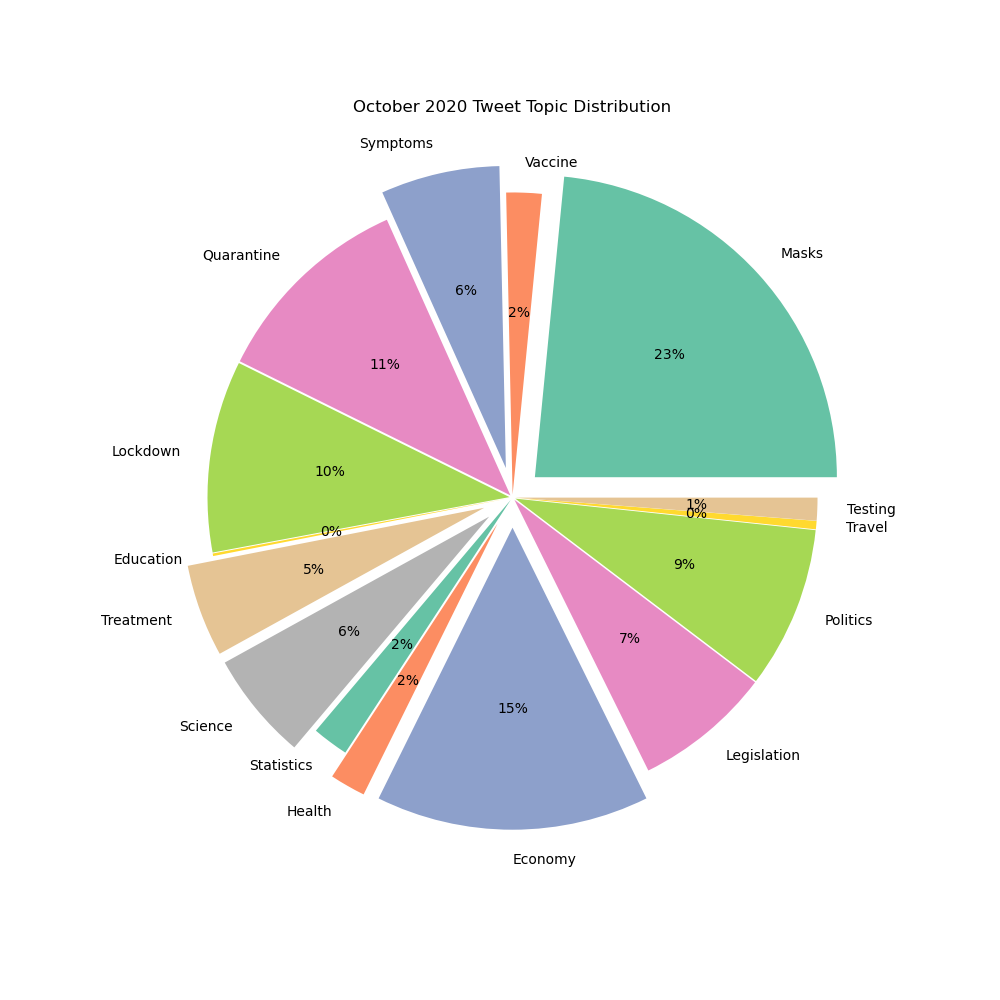 October 2020 Tweet Topic Distribution
Symptoms
Vaccine
Masks
Quarantine
6%
2%
23%
11%
Lockdown
10%
Education
0%
1%
0%
Testing
Travel
Treatment
5%
9%
Politics
6%
2%
7%
2%
Science
15%
Legislation
Statistics
Health
Economy